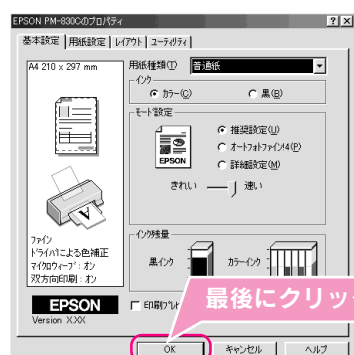 EPSON PM-830Cのプロパティ
基本設定 用紙設定 レイアウト ユーティリティ
A4 210 x 297 mm
用紙種類(T) 普通紙
インク
カラー(C) 黒(B)
モード設定
推奨設定(U)
オートフォトファイン!4(P)
詳細設定(M)
EPSON
きれい 速い
ファイン
ドライバによる色補正
マイクロウィーブ : オン
双方向印刷 : オン
インク残量
黒インク カラーインク
EPSON
Version X.XX
最後にクリッ
OK キャンセル ヘルプ